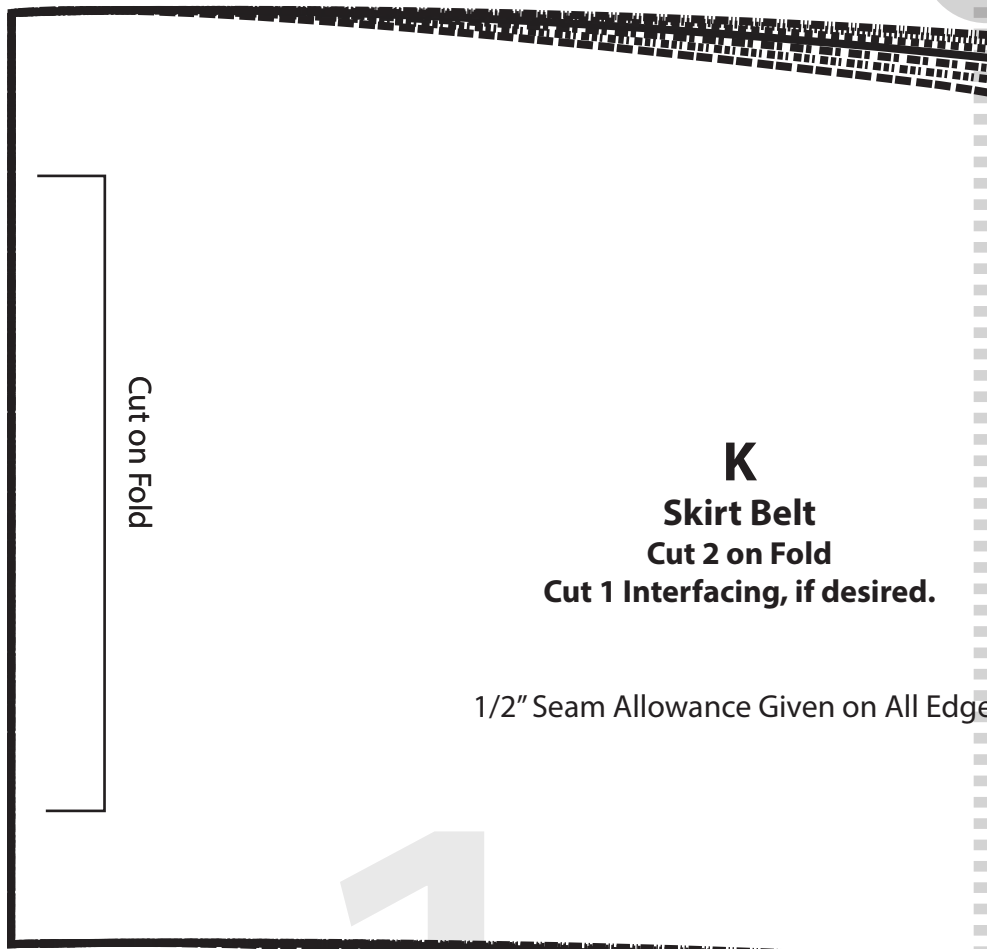 Cut on Fold
K
Skirt Belt
Cut 2 on Fold
Cut 1 Interfacing, if desired.
1/2" Seam Allowance Given on All Edge
1